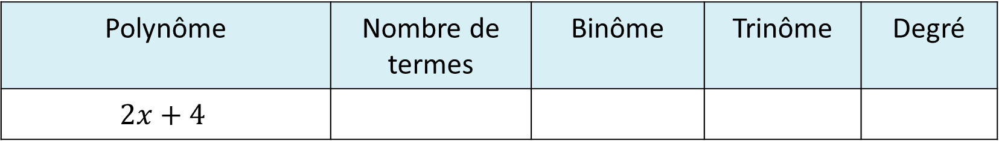 Polynôme
Nombre de
termes
Binôme
Trinôme
Degré
2x + 4